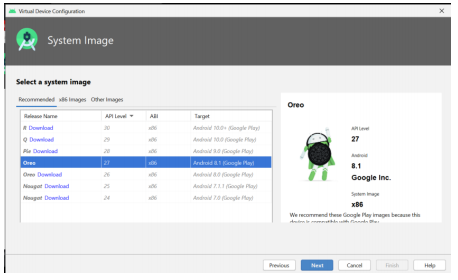 Virtual Device Configuration
System Image
Select a system image
Recommended x86 Images Other Images
Release Name API Level ▼ ABI Target
R Download 30 x86 Android 10.0+ (Google Play)
Q Download 29 x86 Android 10.0 (Google Play)
Pie Download 28 x86 Android 9.0 (Google Play)
Oreo 27 x86 Android 8.1 (Google Play)
Oreo Download 26 x86 Android 8.0 (Google Play)
Nougat Download 25 x86 Android 7.1.1 (Google Play)
Nougat Download 24 x86 Android 7.0 (Google Play)
Oreo
API Level
27
Android
8.1
Google Inc.
System Image
x86
We recommend these Google Play images because this
device is compatible with Google Play.
Previous Next Cancel Finish Help